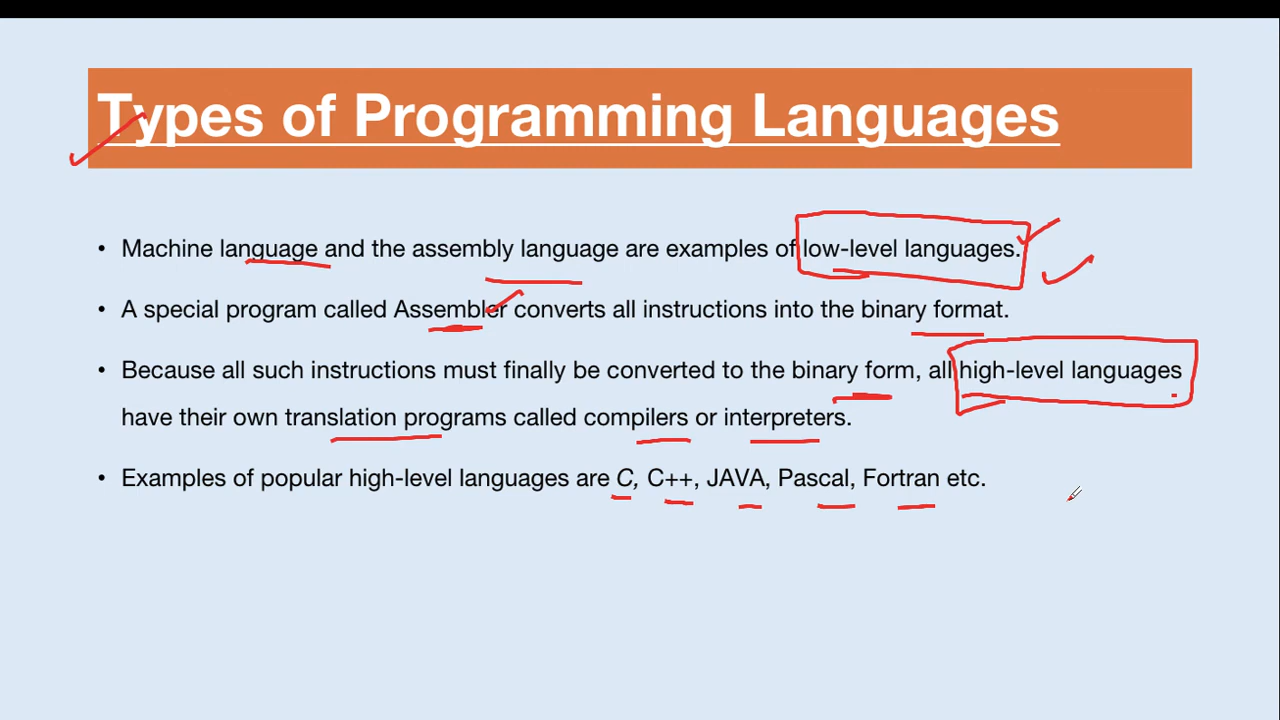 Types of Programming Languages
• Machine language and the assembly language are examples of low-level languages.
• A special program called Assembler converts all instructions into the binary format.
• Because all such instructions must finally be converted to the binary form, all high-level languages
have their own translation programs called compilers or interpreters.
• Examples of popular high-level languages are C, C++, JAVA, Pascal, Fortran etc.